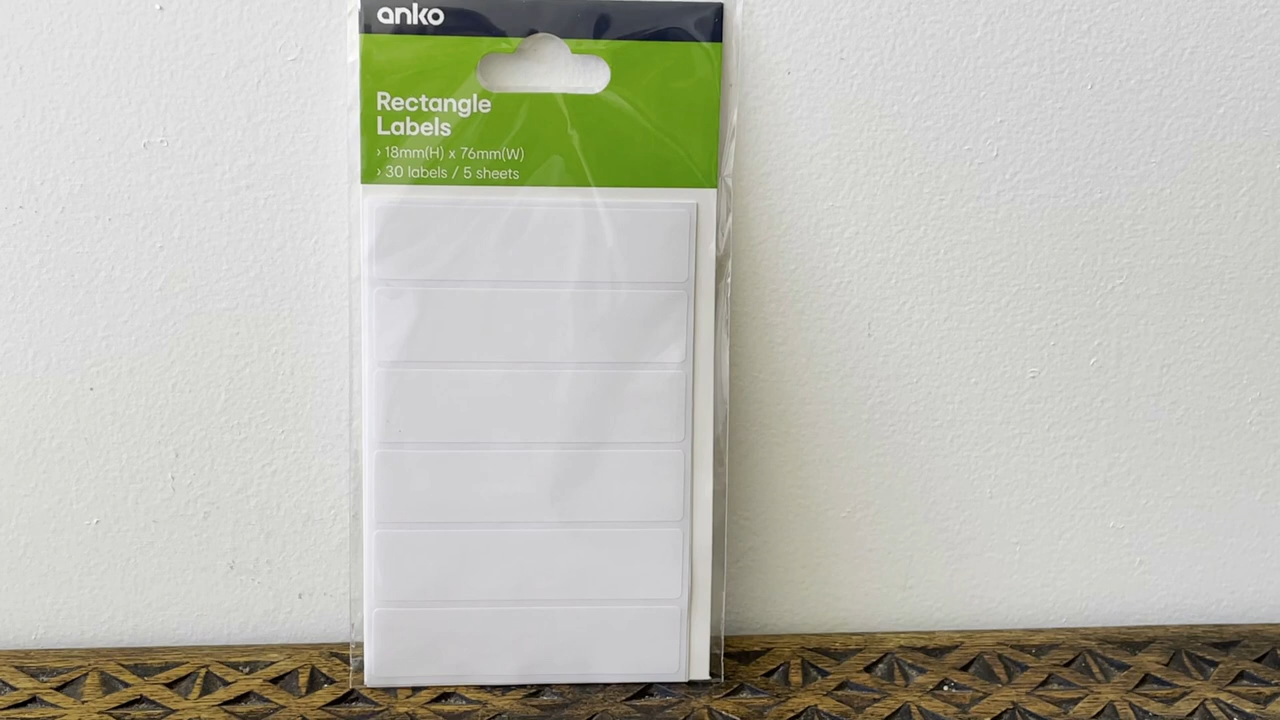 anko
Rectangle
Labels
› 18mm(H) x 76mm(W)
› 30 labels / 5 sheets